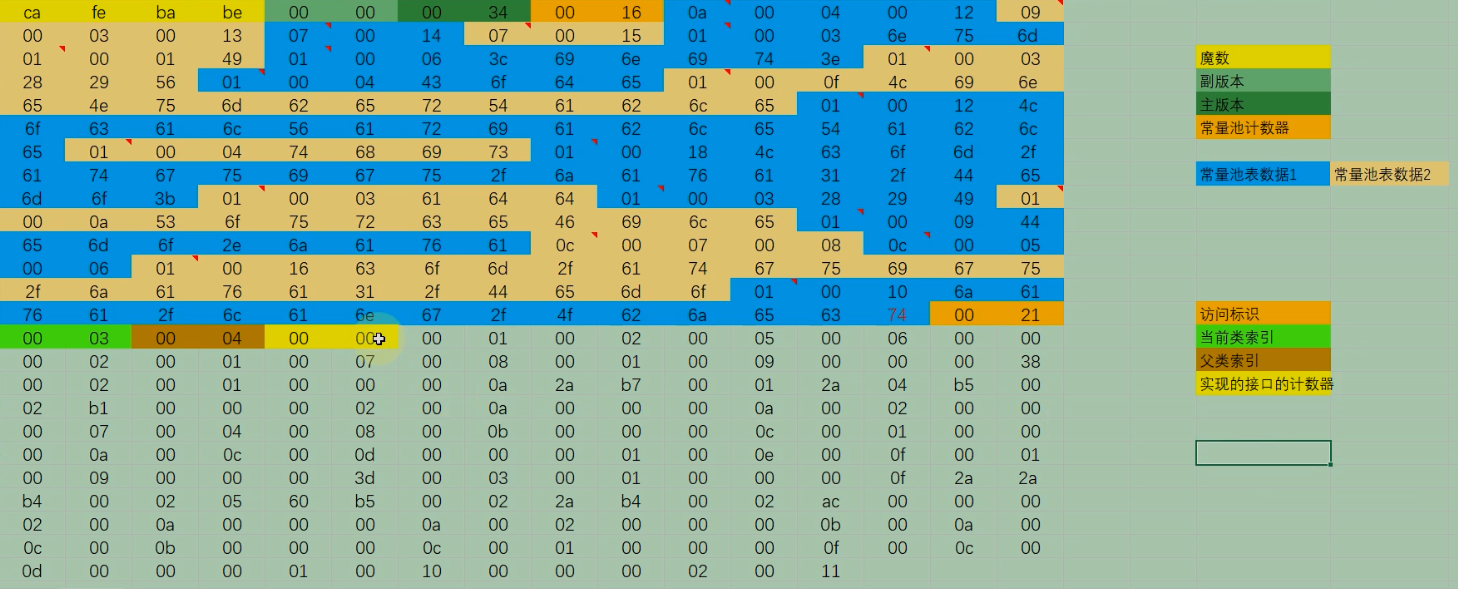 ca fe ba be 00 00 00 34 00 16 0a 00 04 00 12 09
00 03 00 13 07 00 14 07 00 15 01 00 03 6e 75 6d
01 00 01 49 01 00 06 3c 69 6e 69 74 3e 01 00 03 魔数
28 29 56 01 00 04 43 6f 64 65 01 00 0f 4c 69 6e 副版本
65 4e 75 6d 62 65 72 54 61 62 6c 65 01 00 12 4c 主版本
6f 63 61 6c 56 61 72 69 61 62 6c 65 54 61 62 6c 常量池计数器
65 01 00 04 74 68 69 73 01 00 18 4c 63 6f 6d 2f
61 74 67 75 69 67 75 2f 6a 61 76 61 31 2f 44 65 常量池表数据1 常量池表数据2
6d 6f 3b 01 00 03 61 64 64 01 00 03 28 29 49 01
00 0a 53 6f 75 72 63 65 46 69 6c 65 01 00 09 44
65 6d 6f 2e 6a 61 76 61 0c 00 07 00 08 0c 00 05
00 06 01 00 16 63 6f 6d 2f 61 74 67 75 69 67 75
2f 6a 61 76 61 31 2f 44 65 6d 6f 01 00 10 6a 61
76 61 2f 6c 61 6e 67 2f 4f 62 6a 65 63 74 00 21 访问标识
00 03 00 04 00 00 00 01 00 02 00 05 00 06 00 00 当前类索引
00 02 00 01 00 07 00 08 00 01 00 09 00 00 00 38 父类索引
00 02 00 01 00 00 00 0a 2a b7 00 01 2a 04 b5 00 实现的接口的计数器
02 b1 00 00 00 02 00 0a 00 00 00 0a 00 02 00 00
00 07 00 04 00 08 00 0b 00 00 00 0c 00 01 00 00
00 0a 00 0c 00 0d 00 00 00 01 00 0e 00 0f 00 01
00 09 00 00 00 3d 00 03 00 01 00 00 00 0f 2a 2a
b4 00 02 05 60 b5 00 02 2a b4 00 02 ac 00 00 00
02 00 0a 00 00 00 0a 00 02 00 00 00 0b 00 0a 00
0c 00 0b 00 00 00 0c 00 01 00 00 00 0f 00 0c 00
0d 00 00 00 01 00 10 00 00 00 02 00 11